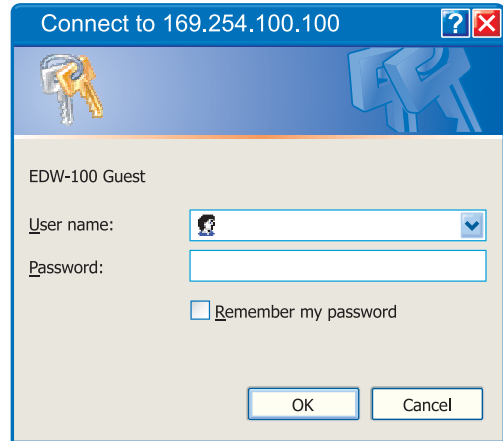 Connect to 169.254.100.100
EDW-100 Guest
User name:
Password:
Remember my password
OK
Cancel